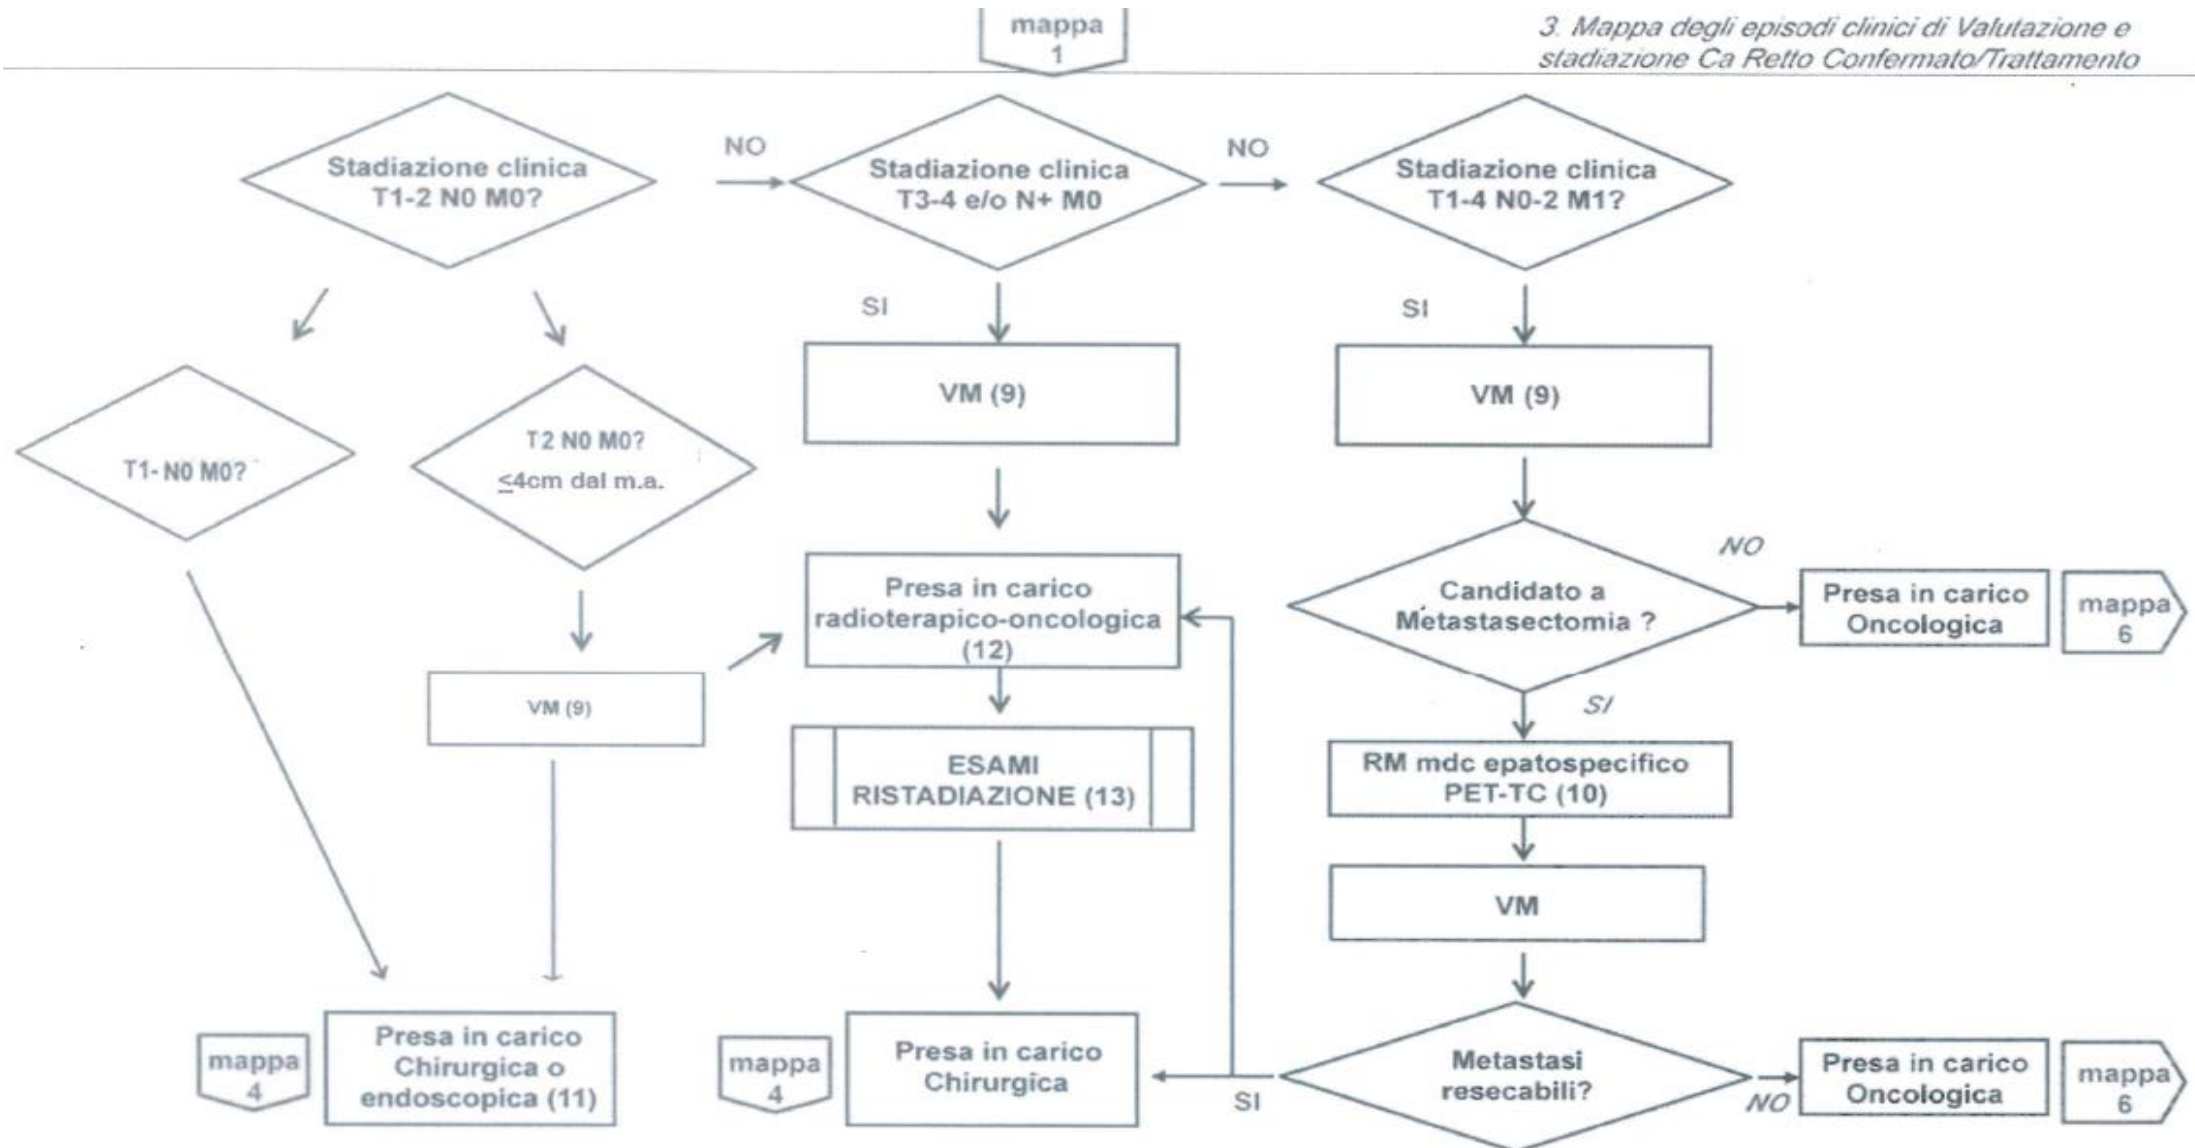 mappa
1
3. Mappa degli episodi clinici di Valutazione e
stadiazione Ca Retto Confermato/Trattamento
Stadiazione clinica
T1-2 N0 M0?
NO
Stadiazione clinica
T3-4 e/o N+ M0
NO
Stadiazione clinica
T1-4 N0-2 M1?
SI
SI
T1- N0 M0?
T2 N0 M0?
≤4cm dal m.a.
VM (9)
VM (9)
VM (9)
Presa in carico
radioterapico-oncologica
(12)
Candidato a
Metastasectomia ?
NO
Presa in carico
Oncologica
mappa
6
SI
ESAMI
RISTADIAZIONE (13)
RM mdc epatospecifico
PET-TC (10)
VM
mappa
4
Presa in carico
Chirurgica o
endoscopica (11)
mappa
4
Presa in carico
Chirurgica
SI
Metastasi
resecabili?
NO
Presa in carico
Oncologica
mappa
6